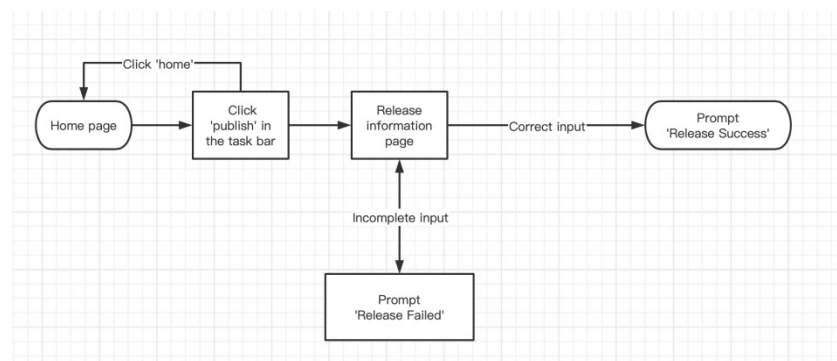 Click 'home'
Home page
Click
'publish' in
the task bar
Release
information
page
Correct input
Prompt
'Release Success'
Incomplete input
Prompt
'Release Failed'